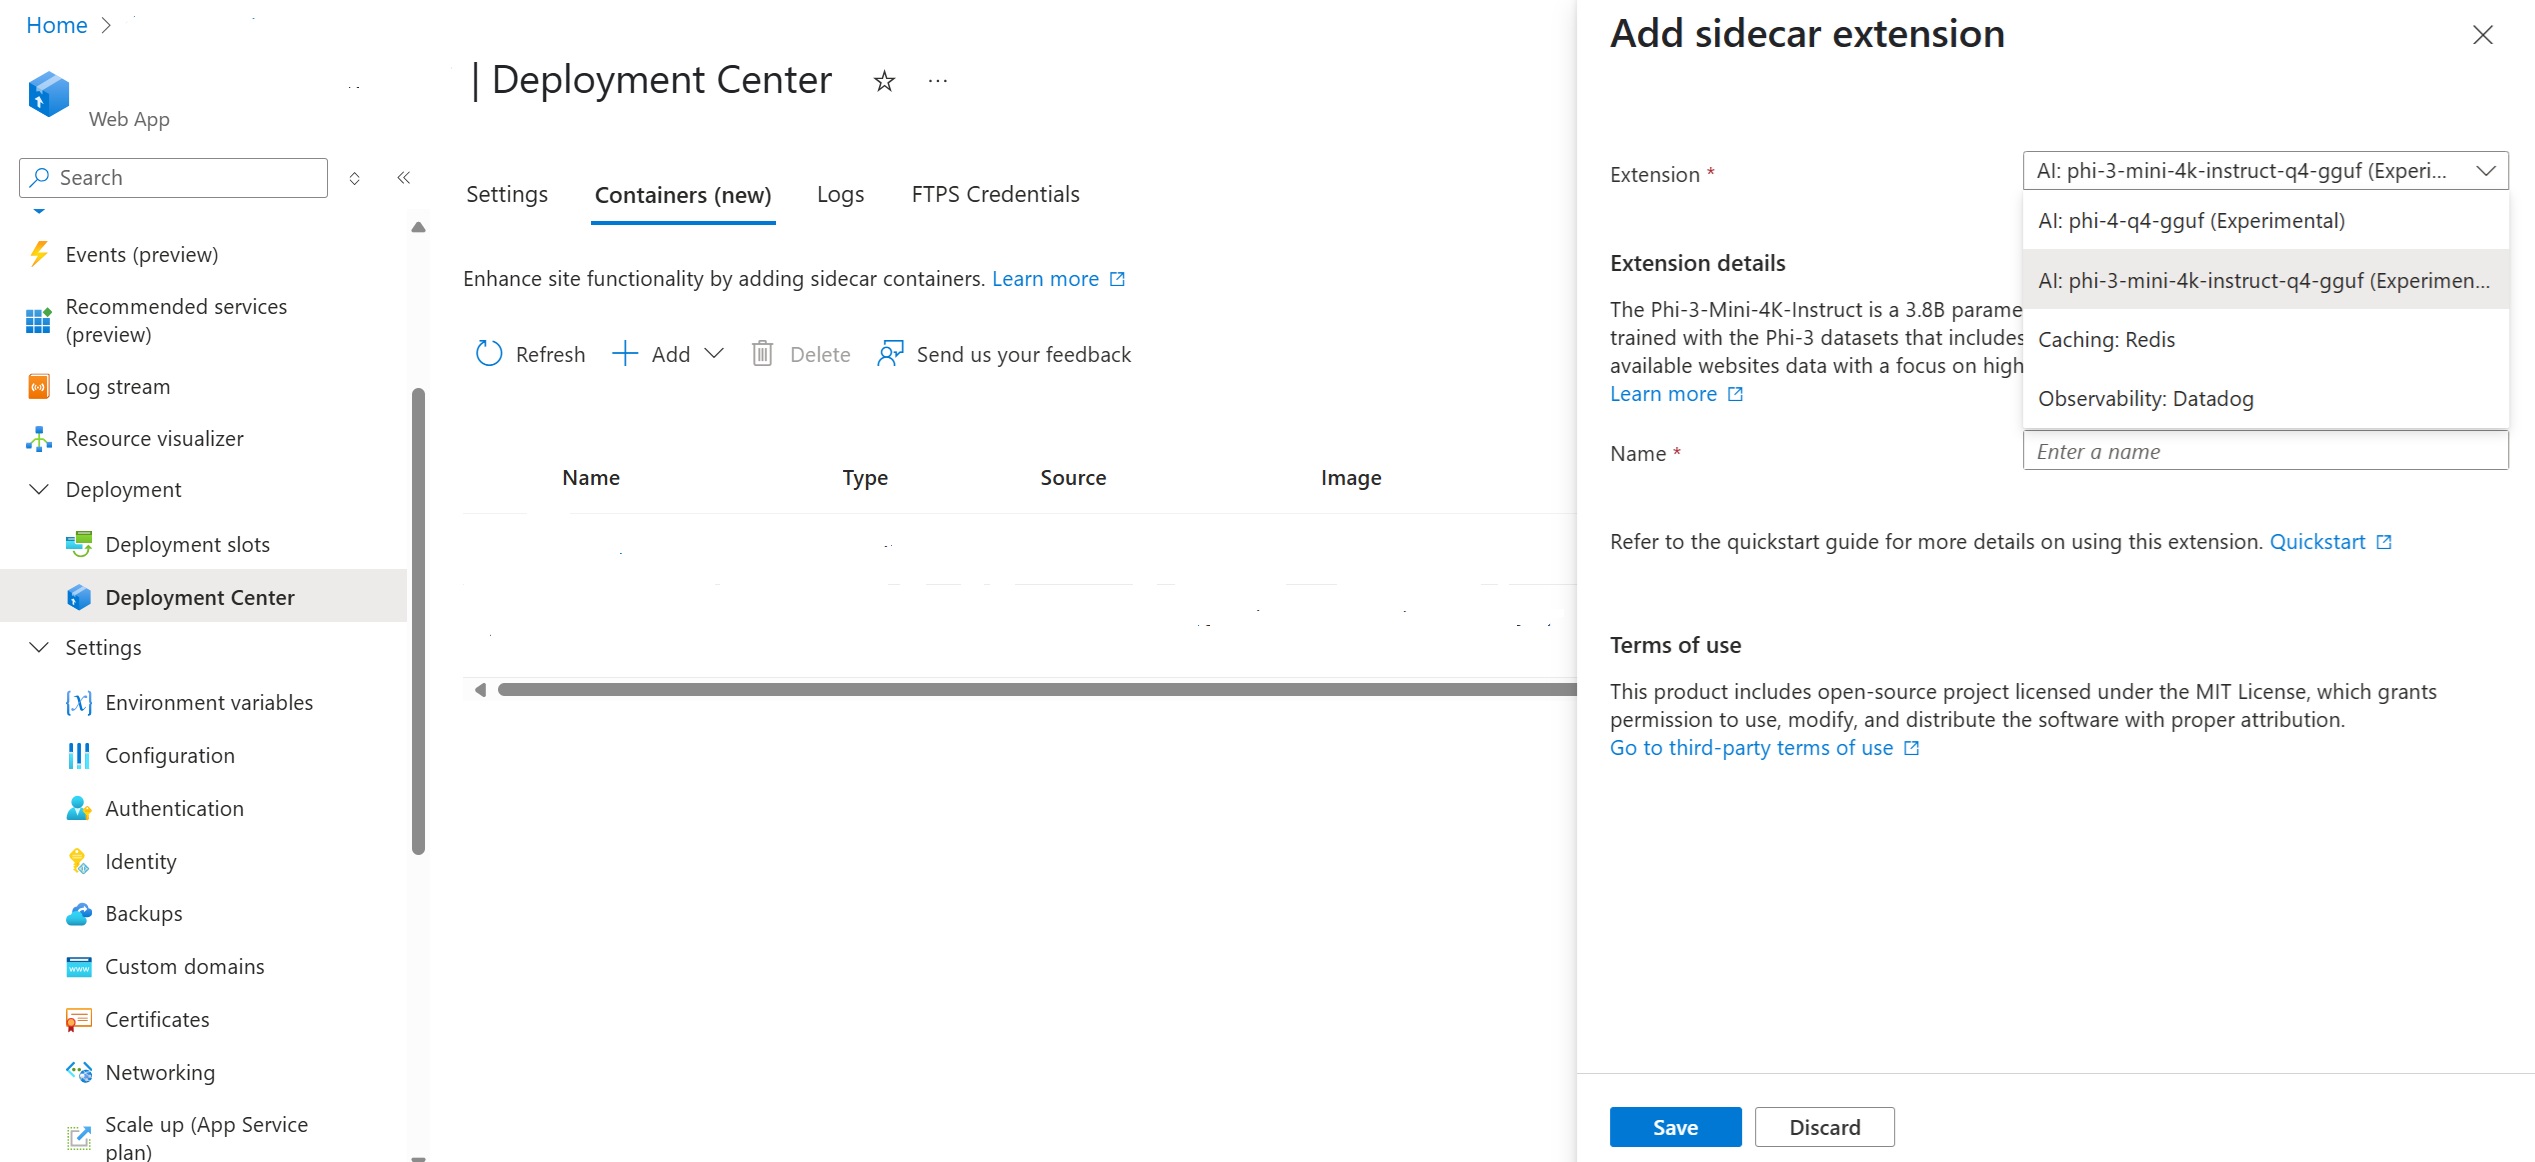 Home
Web App
Search
Events (preview)
Recommended services
(preview)
Log stream
Resource visualizer
Deployment
Deployment slots
Deployment Center
Settings
Environment variables
Configuration
Authentication
Identity
Backups
Custom domains
Certificates
Networking
Scale up (App Service
plan)
| Deployment Center
Settings Containers (new) Logs FTPS Credentials
Enhance site functionality by adding sidecar containers. Learn more
Refresh Add Delete Send us your feedback
Name Type Source Image
Add sidecar extension
Extension *
AI: phi-3-mini-4k-instruct-q4-gguf (Experi...
AI: phi-4-q4-gguf (Experimental)
AI: phi-3-mini-4k-instruct-q4-gguf (Experimen...
Caching: Redis
Observability: Datadog
Extension details
The Phi-3-Mini-4K-Instruct is a 3.8B parame
trained with the Phi-3 datasets that includes
available websites data with a focus on high
Learn more
Name *
Enter a name
Refer to the quickstart guide for more details on using this extension. Quickstart
Terms of use
This product includes open-source project licensed under the MIT License, which grants
permission to use, modify, and distribute the software with proper attribution.
Go to third-party terms of use
Save Discard